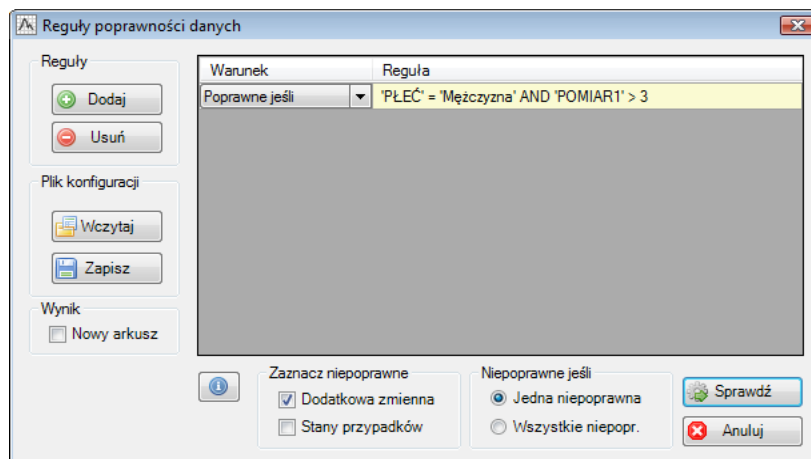 Reguły poprawności danych
Reguły
Dodaj
Usuń
Plik konfiguracji
Wczytaj
Zapisz
Wynik
Nowy arkusz
Warunek Reguła
Poprawne jeśli 'PŁEĆ' = 'Mężczyzna' AND 'POMIAR1' > 3
Zaznacz niepoprawne
Dodatkowa zmienna
Stany przypadków
Niepoprawne jeśli
Jedna niepoprawna
Wszystkie niepopr.
Sprawdź
Anuluj